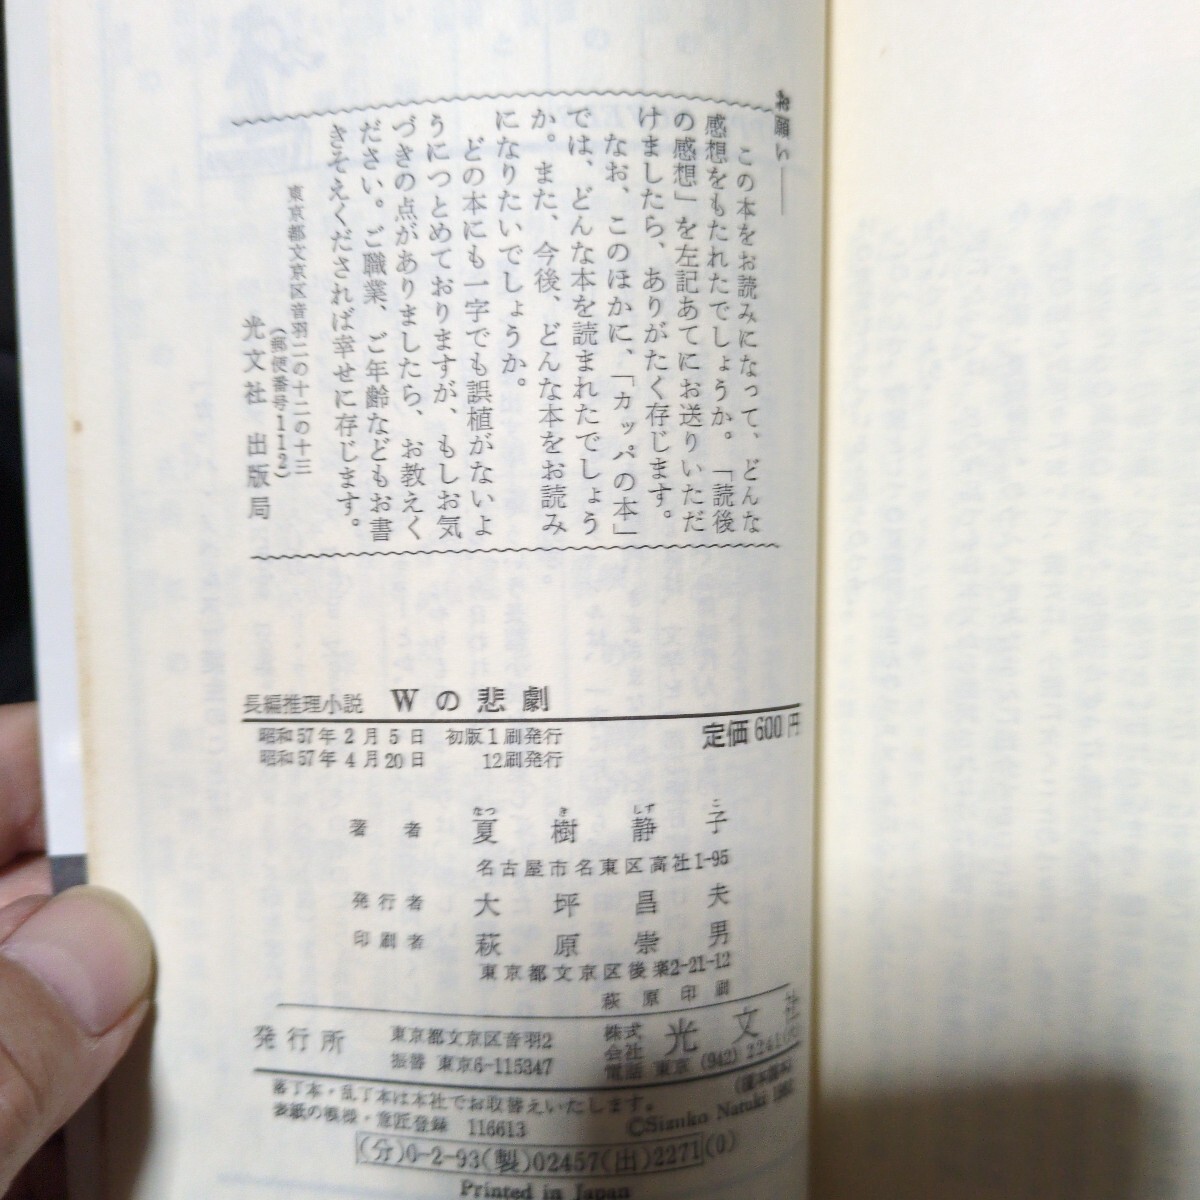 お願い――
この本をお読みになって、どんな
感想をもたれたでしょうか。「読後
の感想」を左記あてにお送りいただ
けましたら、ありがたく存じます。
なお、このほかに、「カッパの本」
では、どんな本を読まれたでしょう
か。また、今後、どんな本をお読み
になりたいでしょうか。
どの本にも一字でも誤植がないよ
うにつとめておりますが、もしお気
づきの点がありましたら、お教えく
ださい。ご職業、ご年齢などもお書
きそえくだされば幸せに存じます。
東京都文京区音羽二の十二の十三
(郵便番号112)
光文社 出版局
長編推理小説 Wの悲劇
定価600円
昭和57年2月5日 初版1刷発行
昭和57年4月20日 12刷発行
著者 夏樹静子
なつ き しず こ
名古屋市名東区高社1-95
発行者 大坪昌夫
印刷者 萩原崇男
東京都文京区後楽2-21-12
萩原印刷
発行所 東京都文京区音羽2 株式会社 光文社
振替 東京6-115347 電話 東京 (942) 2241(大)
落丁本・乱丁本は本社でお取替えいたします。
表紙の模様・意匠登録 116613
©Sizuko Natuki 1982
(分)0-2-93(製)02457(出)2271(0)
Printed in Japan